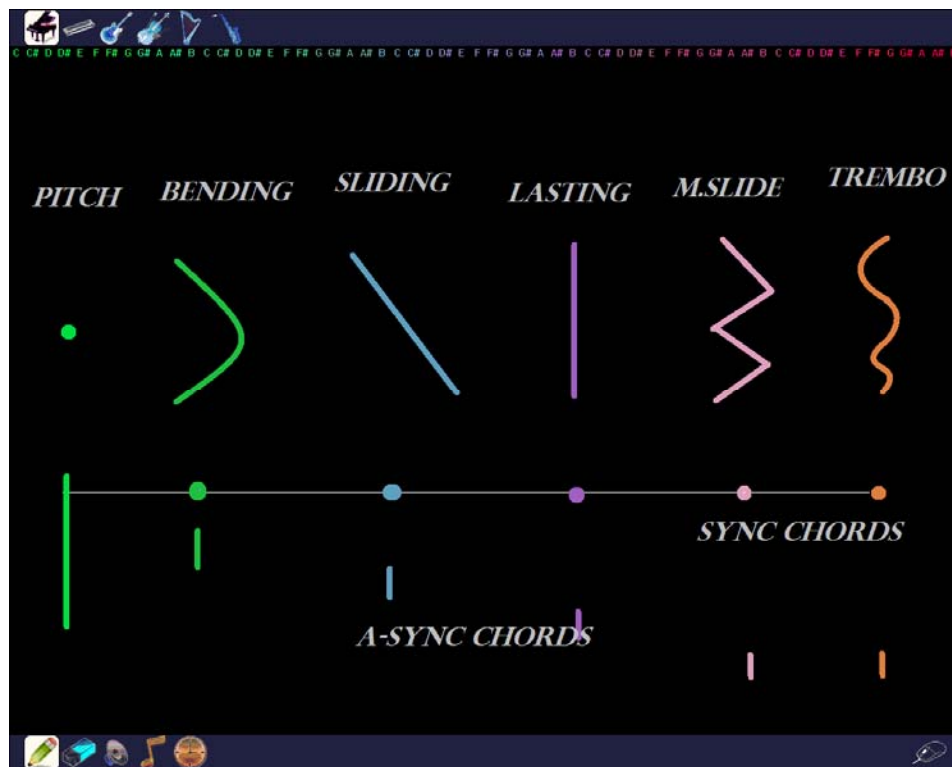 C C# D D# E F F# G G# A A# B C C# D D# E F F# G G# A A# B C C# D D# E F F# G G# A A# B C C# D D# E F F# G G# A A# B C C# D D# E F F# G G# A A#
PITCH BENDING SLIDING LASTING M.SLIDE TREMBO
SYNC CHORDS
A-SYNC CHORDS